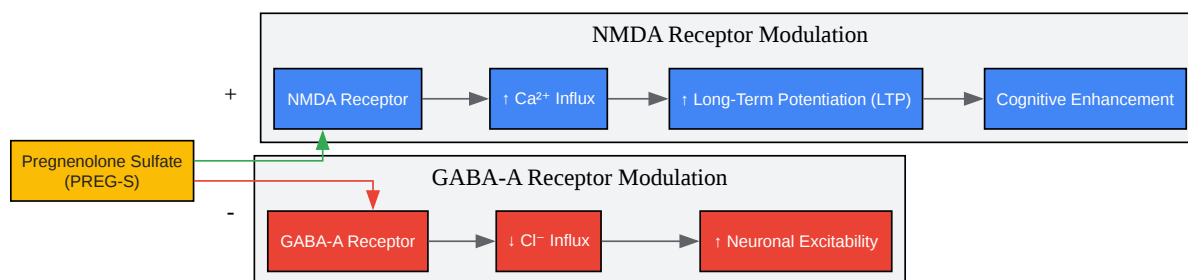 NMDA Receptor Modulation
+
NMDA Receptor
↑ Ca²⁺ Influx
↑ Long-Term Potentiation (LTP)
Cognitive Enhancement
Pregnenolone Sulfate
(PREG-S)
GABA-A Receptor Modulation
-
GABA-A Receptor
↓ Cl⁻ Influx
↑ Neuronal Excitability